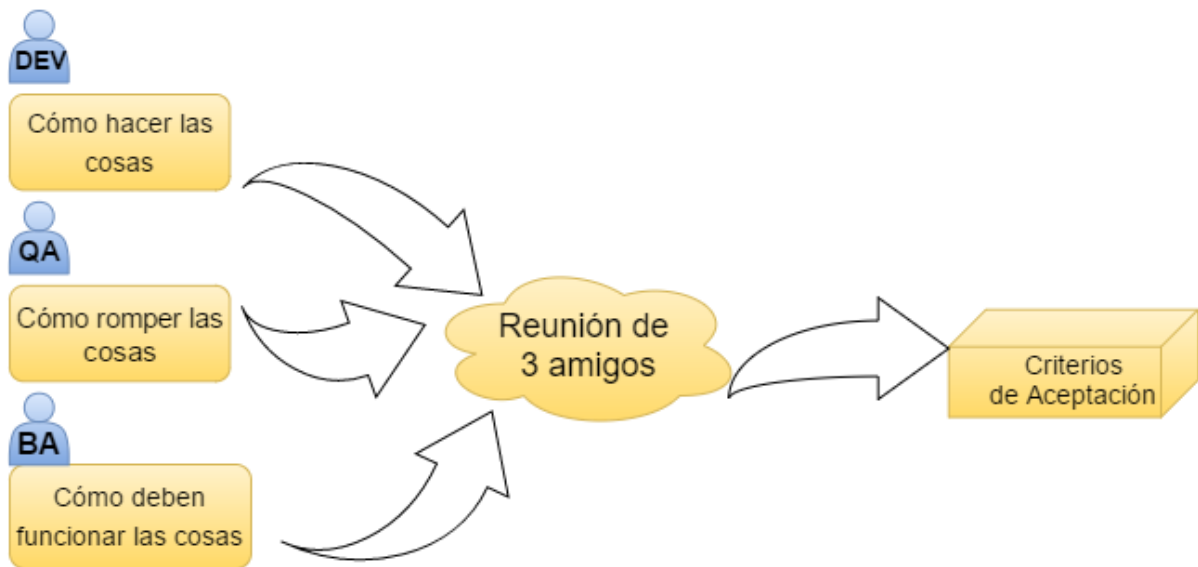 DEV
Cómo hacer las
cosas
QA
Cómo romper las
cosas
BA
Cómo deben
funcionar las cosas
Reunión de
3 amigos
Criterios
de Aceptación